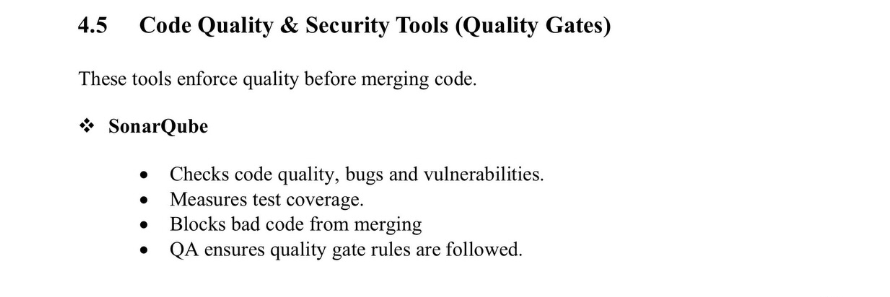 4.5 Code Quality & Security Tools (Quality Gates)
These tools enforce quality before merging code.
❖ SonarQube
• Checks code quality, bugs and vulnerabilities.
• Measures test coverage.
• Blocks bad code from merging
• QA ensures quality gate rules are followed.